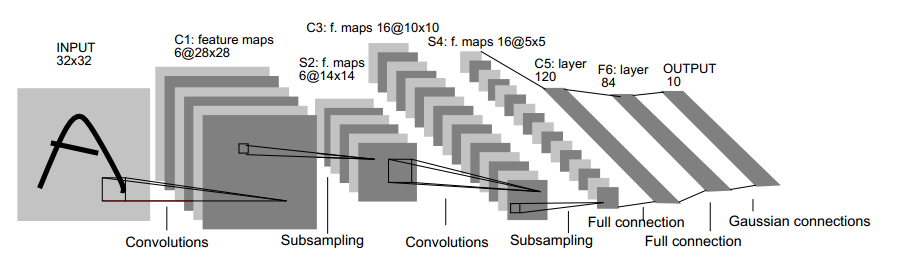 INPUT
32x32
C1: feature maps
6@28x28
S2: f. maps
6@14x14
C3: f. maps 16@10x10
S4: f. maps 16@5x5
C5: layer
120
F6: layer
84
OUTPUT
10
A
Convolutions
Subsampling
Convolutions
Subsampling
Full connection
Full connection
Gaussian connections